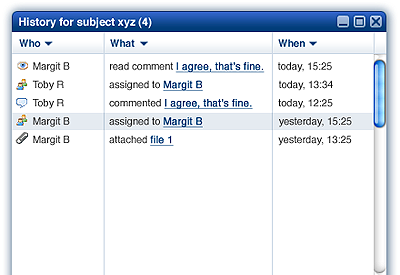 History for subject xyz (4)
Who What When
Margit B read comment I agree, that's fine. today, 15:25
Toby R assigned to Margit B today, 13:34
Toby R commented I agree, that's fine. today, 12:25
Margit B assigned to Margit B yesterday, 15:25
Margit B attached file 1 yesterday, 13:25